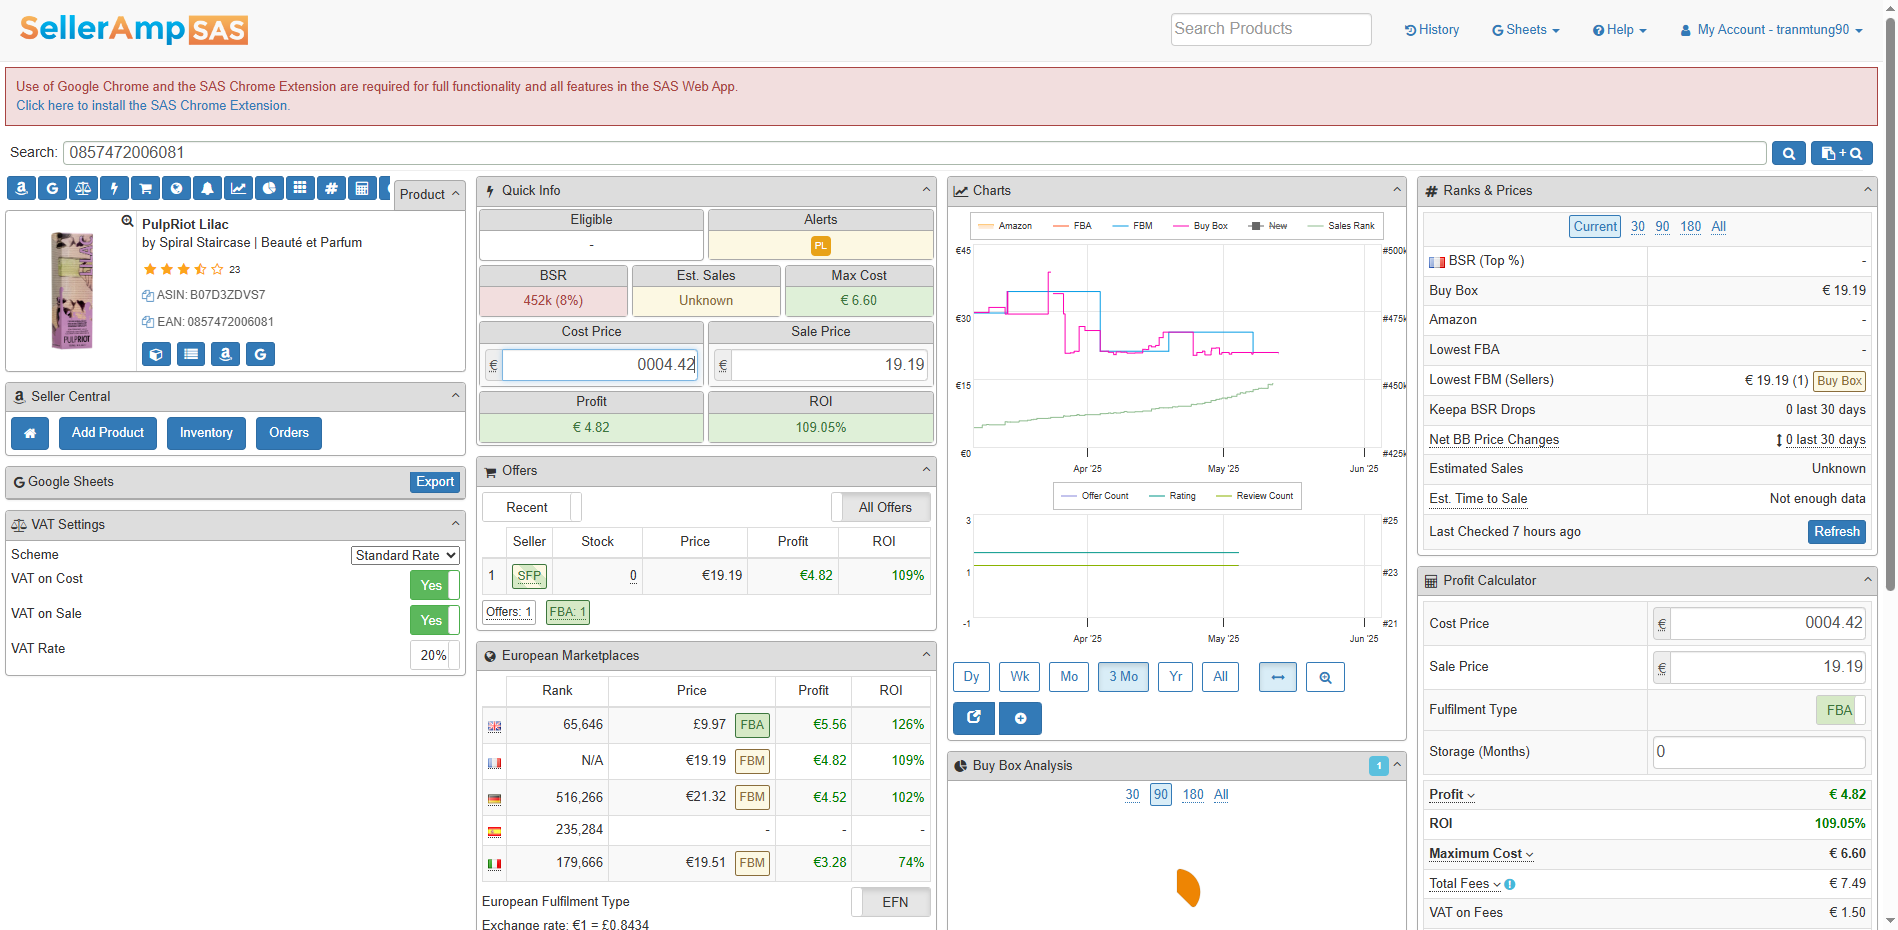 SellerAmp SAS
Search Products
History
Sheets
Help
My Account - tranmtung90
Use of Google Chrome and the SAS Chrome Extension are required for full functionality and all features in the SAS Web App.
Click here to install the SAS Chrome Extension.
Search: 0857472006081
+
Product
PulpRiot Lilac
by Spiral Staircase | Beauté et Parfum
23
ASIN: B07D3ZDVS7
EAN: 0857472006081
PULPRIOT
Seller Central
Add Product Inventory Orders
Google Sheets Export
VAT Settings
Scheme Standard Rate
VAT on Cost Yes
VAT on Sale Yes
VAT Rate 20%
Quick Info
Eligible Alerts
- PL
BSR Est. Sales Max Cost
452k (8%) Unknown € 6.60
Cost Price Sale Price
€ 0004.42 € 19.19
Profit ROI
€ 4.82 109.05%
Offers
Recent All Offers
Seller Stock Price Profit ROI
1 SFP 0 €19.19 €4.82 109%
Offers: 1 FBA: 1
European Marketplaces
Rank Price Profit ROI
65,646 £9.97 FBA €5.56 126%
N/A €19.19 FBM €4.82 109%
516,266 €21.32 FBM €4.52 102%
235,284 - - -
179,666 €19.51 FBM €3.28 74%
European Fulfilment Type EFN
Exchange rate: €1 = £0.8434
Charts
Amazon FBA FBM Buy Box New Sales Rank
€45 #500k
€30 #475k
€15 #450k
€0 #425k
Apr '25 May '25 Jun '25
Offer Count Rating Review Count
3 #25
1 #23
-1 #21
Apr '25 May '25 Jun '25
Dy Wk Mo 3 Mo Yr All
Buy Box Analysis 1
30 90 180 All
Ranks & Prices
Current 30 90 180 All
BSR (Top %) -
Buy Box € 19.19
Amazon -
Lowest FBA -
Lowest FBM (Sellers) € 19.19 (1) Buy Box
Keepa BSR Drops 0 last 30 days
Net BB Price Changes 0 last 30 days
Estimated Sales Unknown
Est. Time to Sale Not enough data
Last Checked 7 hours ago Refresh
Profit Calculator
Cost Price € 0004.42
Sale Price € 19.19
Fulfilment Type FBA
Storage (Months) 0
Profit € 4.82
ROI 109.05%
Maximum Cost € 6.60
Total Fees € 7.49
VAT on Fees € 1.50